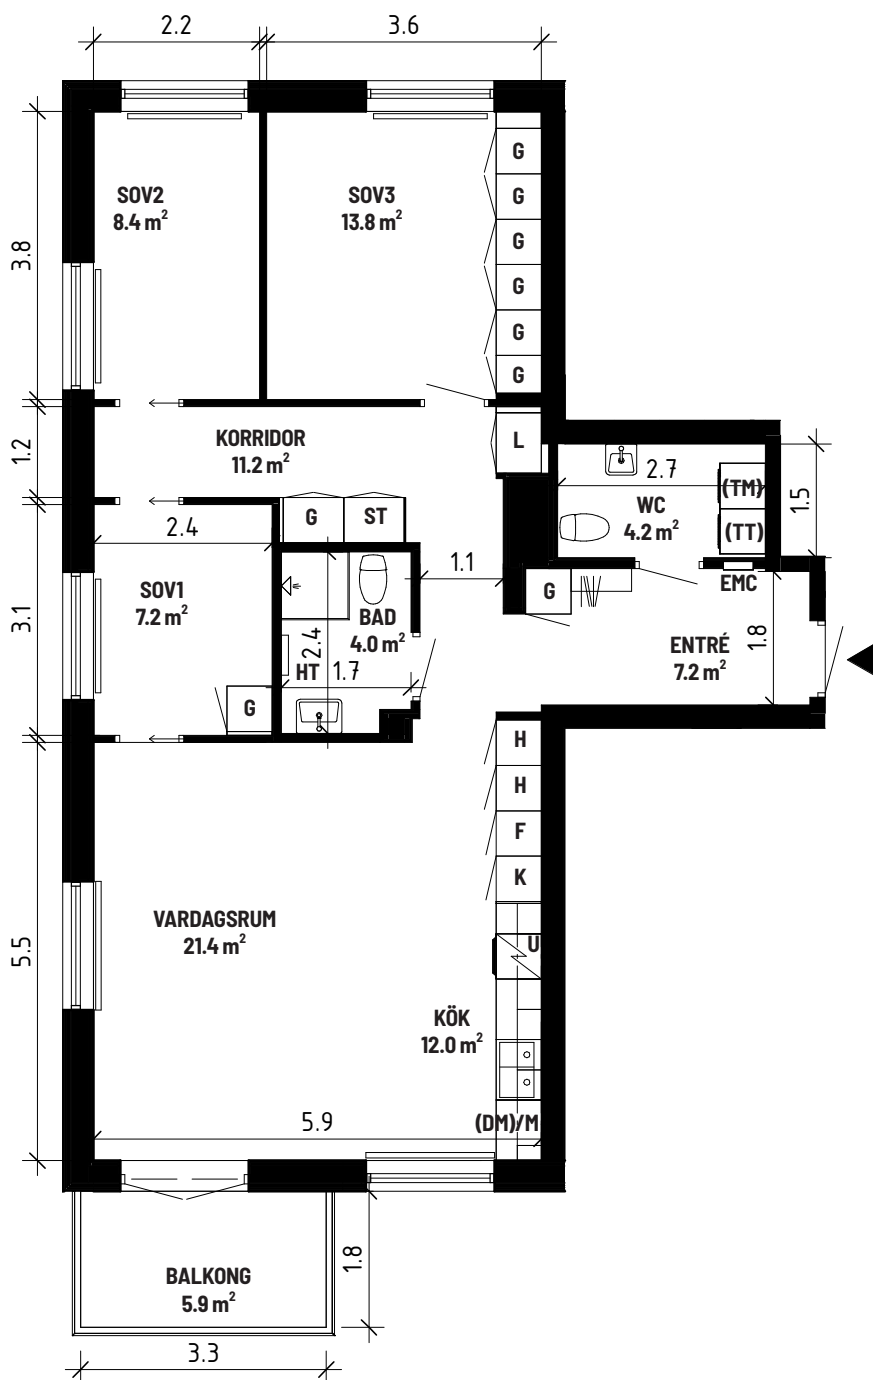 2.2
3.6
SOV2
8.4 m²
SOV3
13.8 m²
G
G
G
G
G
G
3.8
1.2
KORRIDOR
11.2 m²
L
2.7
(TM)
WC
4.2 m²
(TT)
1.5
G
ST
2.4
1.1
EMC
G
SOV1
7.2 m²
BAD
4.0 m²
3.1
2.4
HT
1.7
ENTRÉ
7.2 m²
1.8
G
H
H
F
K
VARDAGSRUM
21.4 m²
U
5.5
KÖK
12.0 m²
5.9
(DM)/M
BALKONG
5.9 m²
1.8
3.3